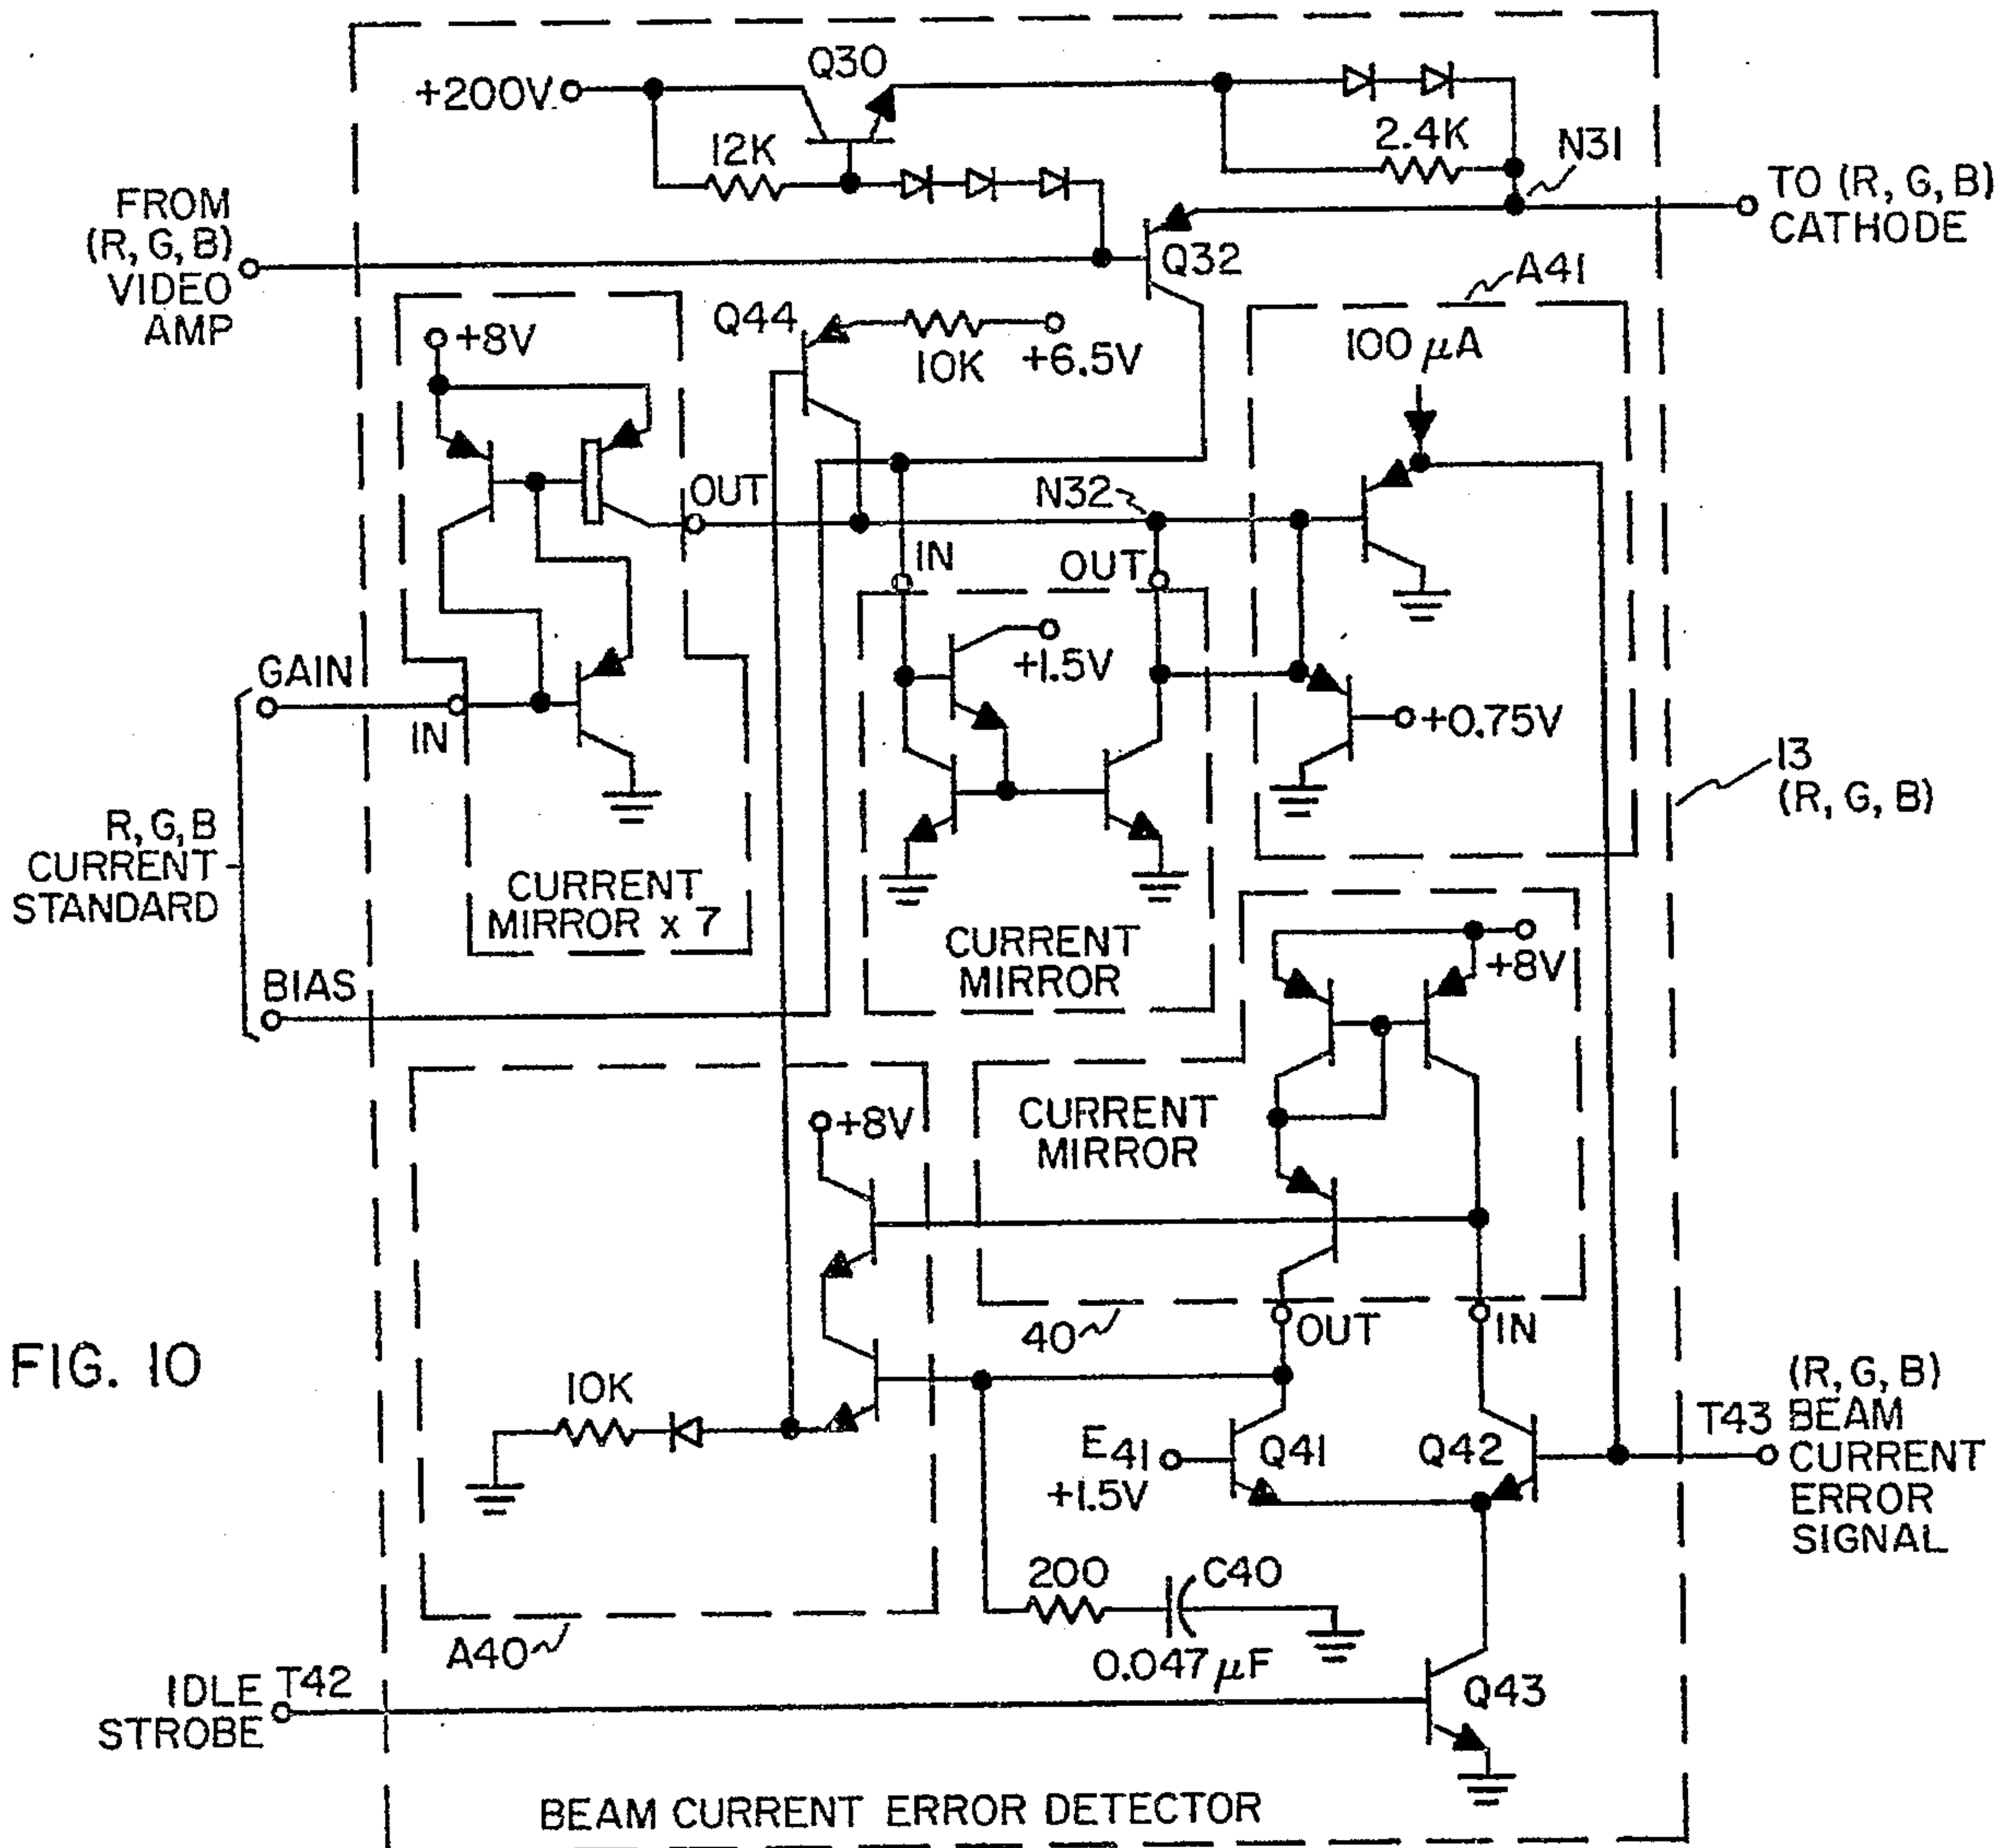 Q30
+200V
12K
2.4K
N31
FROM
(R, G, B)
VIDEO
AMP
TO (R, G, B)
CATHODE
Q32
A41
Q44
+8V
10K
+6.5V
100 μA
OUT
N32
IN
OUT
GAIN
IN
+1.5V
+0.75V
13
(R, G, B)
R, G, B
CURRENT
STANDARD
CURRENT
MIRROR x 7
CURRENT
MIRROR
+8V
BIAS
+8V
CURRENT
MIRROR
40
OUT
IN
FIG. 10
10K
E41
+1.5V
Q41
Q42
T43
(R, G, B)
BEAM
CURRENT
ERROR
SIGNAL
200
C40
0.047 μF
A40
IDLE
STROBE
T42
Q43
BEAM CURRENT ERROR DETECTOR